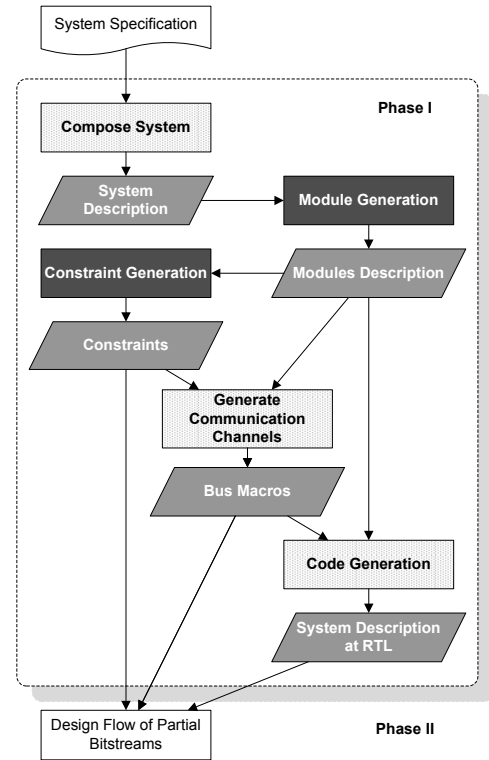 System Specification
Phase I
Compose System
System
Description
Module Generation
Constraint Generation
Modules Description
Constraints
Generate
Communication
Channels
Bus Macros
Code Generation
System Description
at RTL
Design Flow of Partial
Bitstreams
Phase II